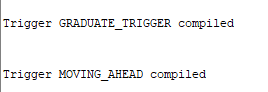 Trigger GRADUATE_TRIGGER compiled
Trigger MOVING_AHEAD compiled